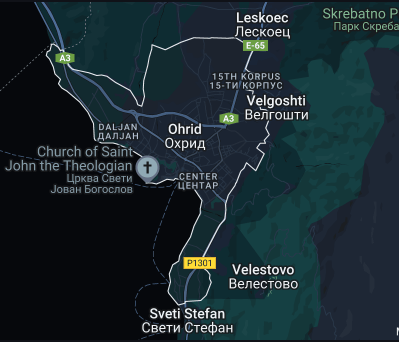 Leskoec
Лескоец
Skrebatno P
Парк Скреба
E-65
A3
15TH KORPUS
15-ТИ КОРПУС
Velgoshti
Велгошти
A3
DALJAN
ДАЛЈАН
Ohrid
Охрид
Church of Saint
John the Theologian
Црква Свети
Јован Богослов
CENTER
ЦЕНТАР
P1301
Velestovo
Велестово
Sveti Stefan
Свети Стефан